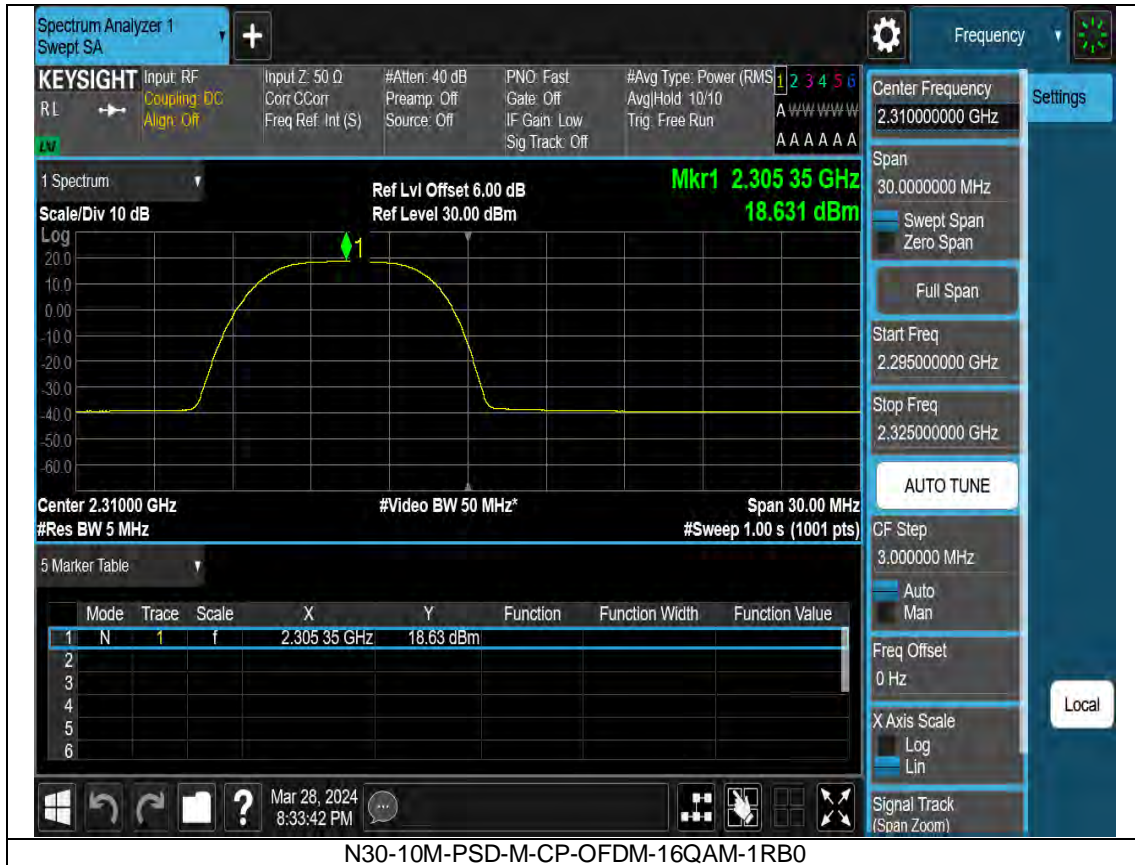 Spectrum Analyzer 1
Swept SA
+
Frequency
KEYSIGHT
RL
LXI
Input: RF
Coupling: DC
Align: Off
Input Z: 50 Ω
Corr CCorr
Freq Ref: Int (S)
#Atten: 40 dB
Preamp: Off
Source: Off
PNO: Fast
Gate: Off
IF Gain: Low
Sig Track: Off
#Avg Type: Power (RMS
Avg|Hold: 10/10
Trig: Free Run
1 2 3 4 5 6
A W W W W W
A A A A A A
1 Spectrum
Scale/Div 10 dB
Ref Lvl Offset 6.00 dB
Ref Level 30.00 dBm
Mkr1 2.305 35 GHz
18.631 dBm
Log
1
20.0
10.0
0.00
-10.0
-20.0
-30.0
-40.0
-50.0
-60.0
Center 2.31000 GHz
#Res BW 5 MHz
#Video BW 50 MHz*
Span 30.00 MHz
#Sweep 1.00 s (1001 pts)
5 Marker Table
Mode Trace Scale X Y Function Function Width Function Value
1 N 1 f 2.305 35 GHz 18.63 dBm
2
3
4
5
6
?
Mar 28, 2024
8:33:42 PM
Center Frequency
2.310000000 GHz
Settings
Span
30.0000000 MHz
Swept Span
Zero Span
Full Span
Start Freq
2.295000000 GHz
Stop Freq
2.325000000 GHz
AUTO TUNE
CF Step
3.000000 MHz
Auto
Man
Freq Offset
0 Hz
X Axis Scale
Log
Lin
Local
Signal Track
(Span Zoom)
N30-10M-PSD-M-CP-OFDM-16QAM-1RB0